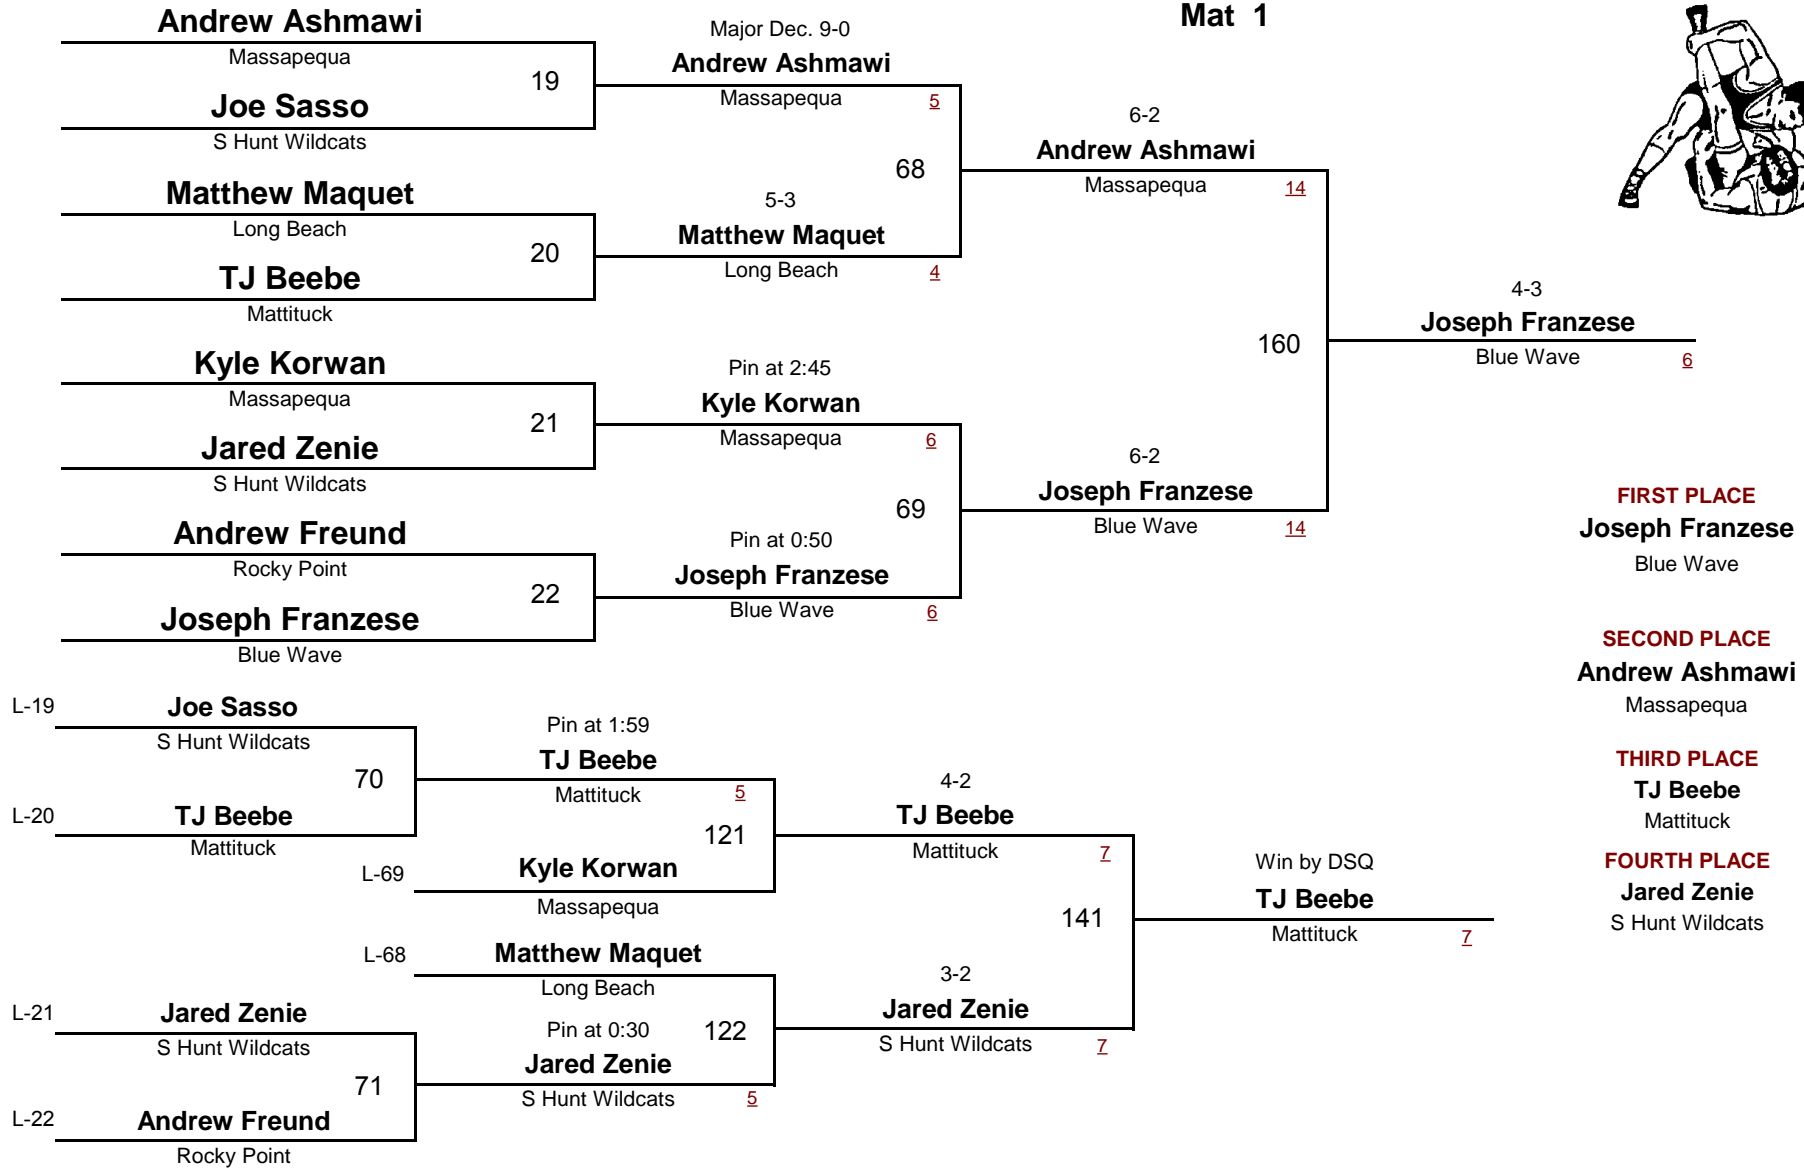 Mat 1
Andrew Ashmawi
Massapequa
19
Joe Sasso
S Hunt Wildcats
Matthew Maquet
Long Beach
20
TJ Beebe
Mattituck
Kyle Korwan
Massapequa
21
Jared Zenie
S Hunt Wildcats
Andrew Freund
Rocky Point
22
Joseph Franzese
Blue Wave
Major Dec. 9-0
Andrew Ashmawi
Massapequa 5
68
5-3
Matthew Maquet
Long Beach 4
Pin at 2:45
Kyle Korwan
Massapequa 6
69
Pin at 0:50
Joseph Franzese
Blue Wave 6
6-2
Andrew Ashmawi
Massapequa 14
160
6-2
Joseph Franzese
Blue Wave 14
4-3
Joseph Franzese
Blue Wave 6
FIRST PLACE
Joseph Franzese
Blue Wave
SECOND PLACE
Andrew Ashmawi
Massapequa
THIRD PLACE
TJ Beebe
Mattituck
FOURTH PLACE
Jared Zenie
S Hunt Wildcats
L-19 Joe Sasso
S Hunt Wildcats
70
L-20 TJ Beebe
Mattituck
Pin at 1:59
TJ Beebe
Mattituck 5
121
L-69 Kyle Korwan
Massapequa
L-68 Matthew Maquet
Long Beach
L-21 Jared Zenie
S Hunt Wildcats
71
L-22 Andrew Freund
Rocky Point
Pin at 0:30 122
Jared Zenie
S Hunt Wildcats 5
4-2
TJ Beebe
Mattituck 7
141
3-2
Jared Zenie
S Hunt Wildcats 7
Win by DSQ
TJ Beebe
Mattituck 7